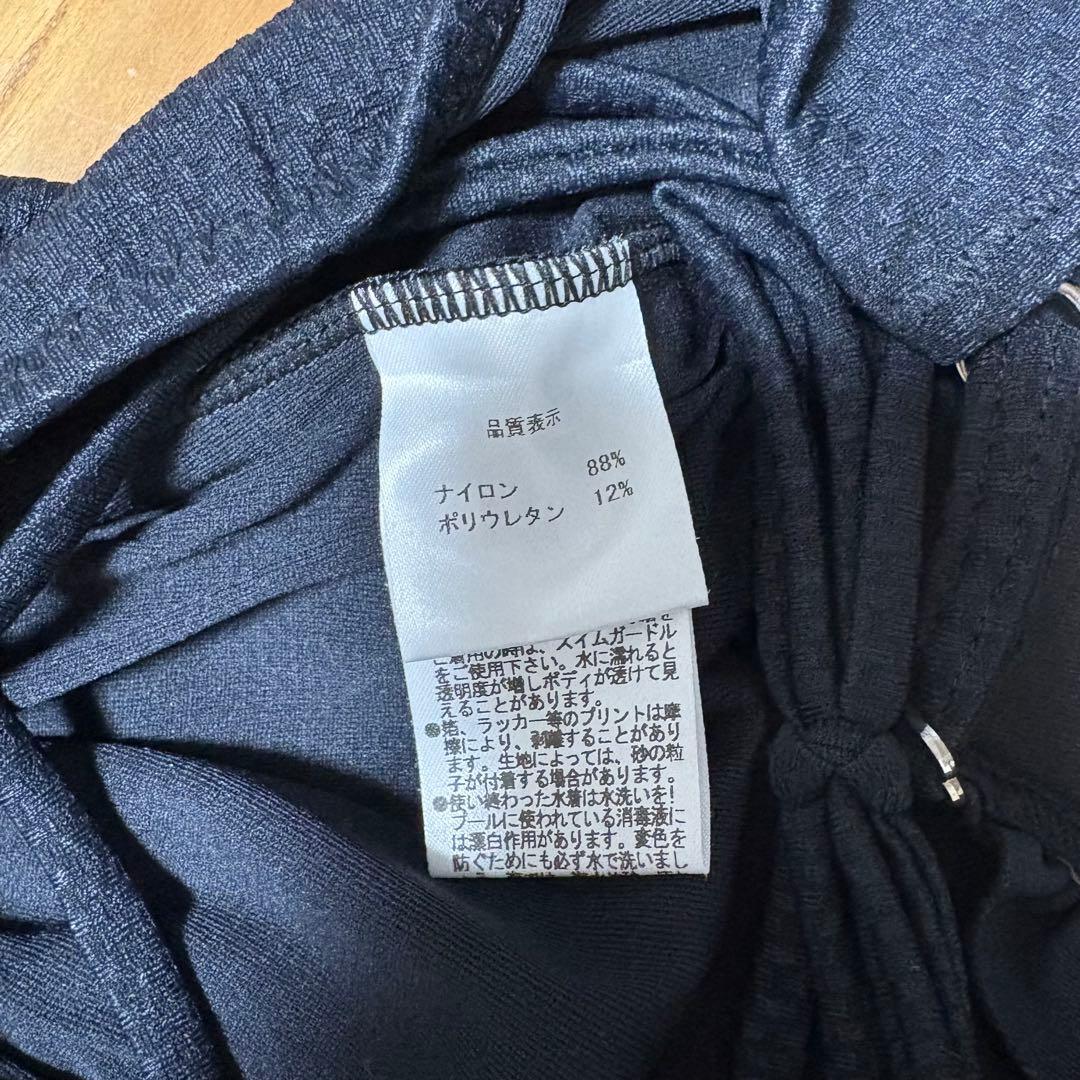 品質表示
ナイロン 88%
ポリウレタン 12%
ご着用の時は、スイムガードル
をご使用下さい。水に濡れると
透明度が増しボディが透けて見
えることがあります。
●箔、ラッカー等のプリントは摩
擦により、剥離することがあり
ます。生地によっては、砂の粒
子が付着する場合があります。
●使い終わった水着は水洗いを!
プールに使われている消毒液に
は漂白作用があります。変色を
防ぐためにも必ず水で洗いまし